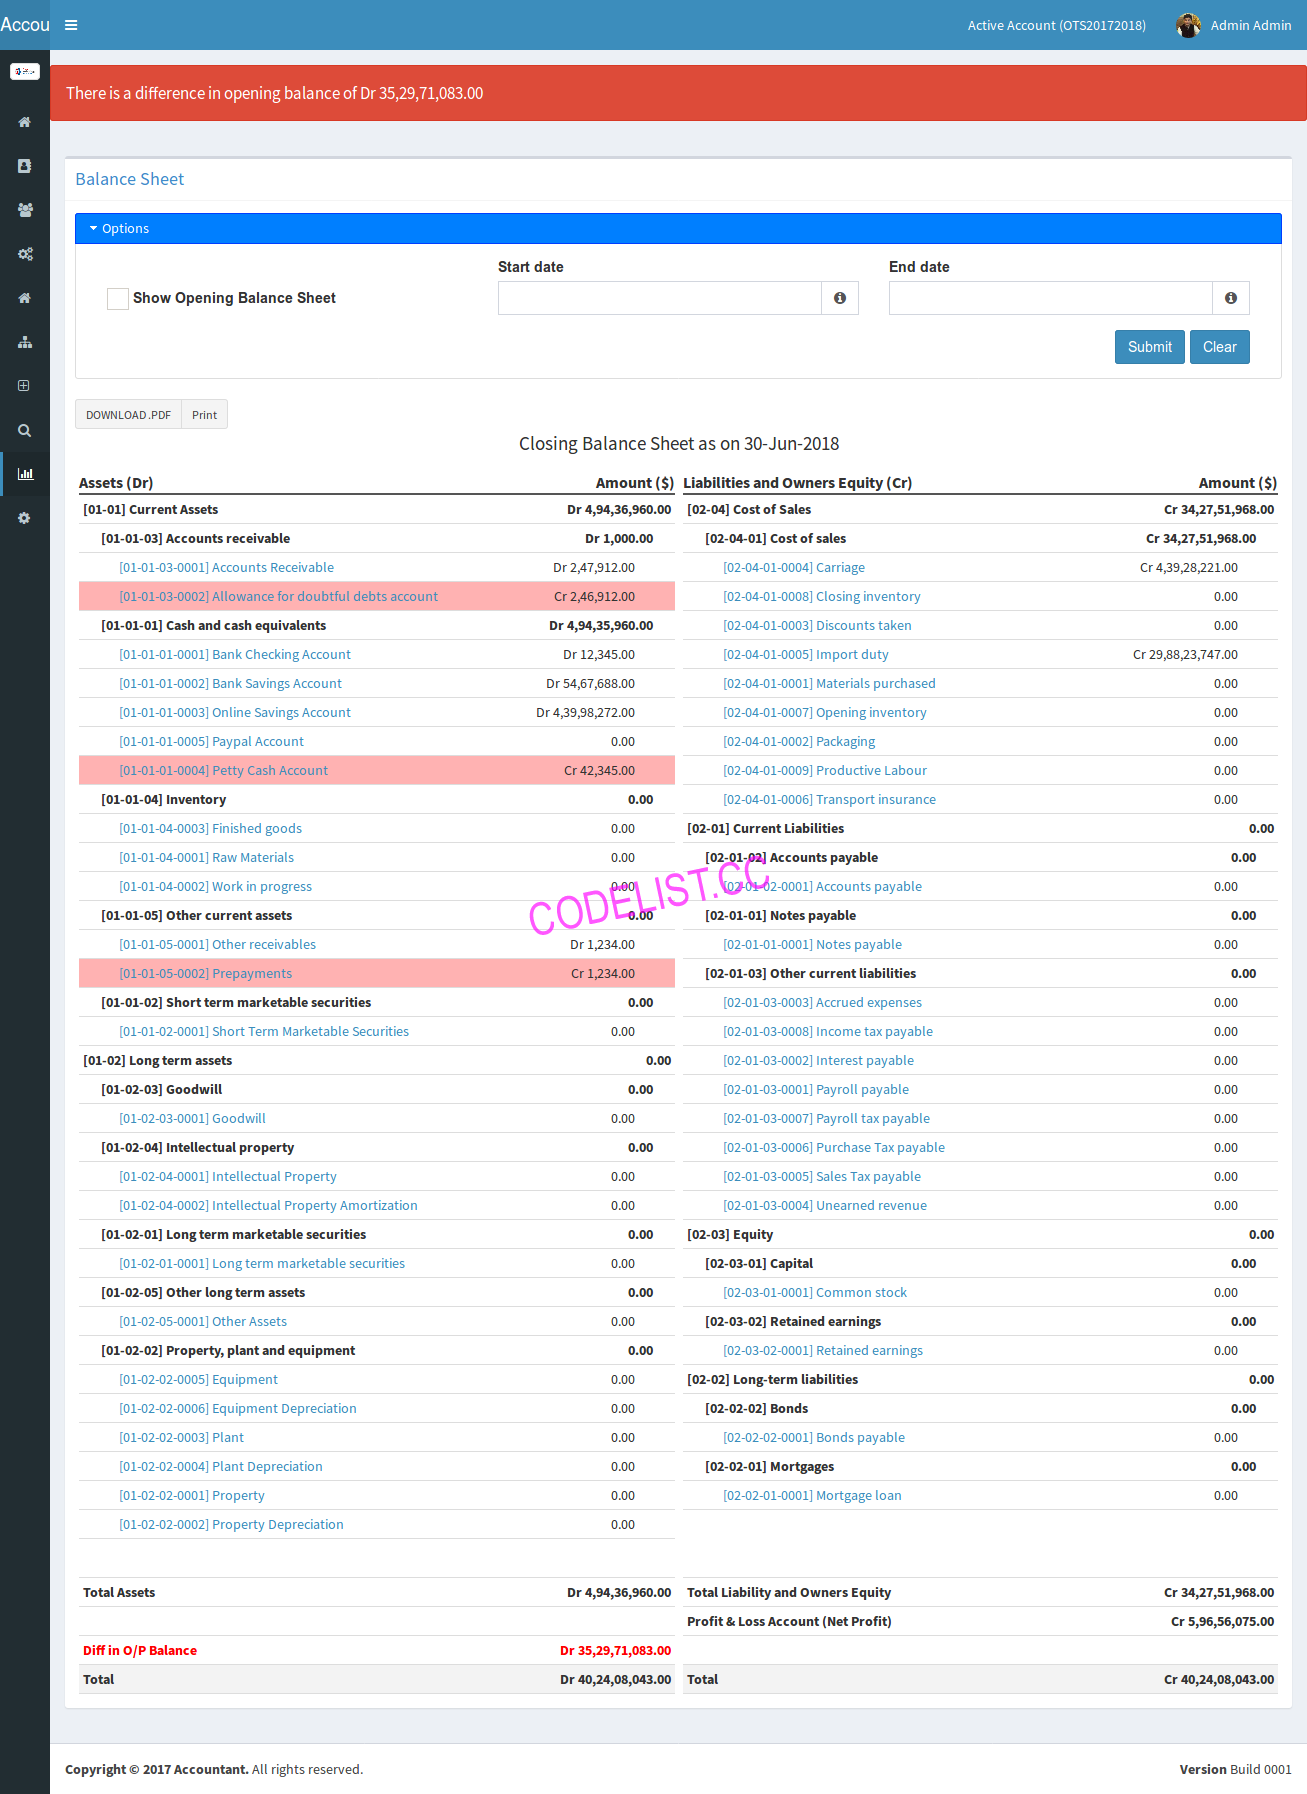 Accou
Active Account (OTS20172018) Admin Admin
There is a difference in opening balance of Dr 35,29,71,083.00
Balance Sheet
Options
Start date End date
Show Opening Balance Sheet
Submit Clear
DOWNLOAD .PDF Print
Closing Balance Sheet as on 30-Jun-2018
Assets (Dr) Amount ($) Liabilities and Owners Equity (Cr) Amount ($)
[01-01] Current Assets Dr 4,94,36,960.00 [02-04] Cost of Sales Cr 34,27,51,968.00
[01-01-03] Accounts receivable Dr 1,000.00 [02-04-01] Cost of sales Cr 34,27,51,968.00
[01-01-03-0001] Accounts Receivable Dr 2,47,912.00 [02-04-01-0004] Carriage Cr 4,39,28,221.00
[01-01-03-0002] Allowance for doubtful debts account Cr 2,46,912.00 [02-04-01-0008] Closing inventory 0.00
[01-01-01] Cash and cash equivalents Dr 4,94,35,960.00 [02-04-01-0003] Discounts taken 0.00
[01-01-01-0001] Bank Checking Account Dr 12,345.00 [02-04-01-0005] Import duty Cr 29,88,23,747.00
[01-01-01-0002] Bank Savings Account Dr 54,67,688.00 [02-04-01-0001] Materials purchased 0.00
[01-01-01-0003] Online Savings Account Dr 4,39,98,272.00 [02-04-01-0007] Opening inventory 0.00
[01-01-01-0005] Paypal Account 0.00 [02-04-01-0002] Packaging 0.00
[01-01-01-0004] Petty Cash Account Cr 42,345.00 [02-04-01-0009] Productive Labour 0.00
[01-01-04] Inventory 0.00 [02-04-01-0006] Transport insurance 0.00
[01-01-04-0003] Finished goods 0.00 [02-01] Current Liabilities 0.00
[01-01-04-0001] Raw Materials 0.00 [02-01-02] Accounts payable 0.00
[01-01-04-0002] Work in progress 0.00 [02-01-02-0001] Accounts payable 0.00
CODELIST.CC
[01-01-05] Other current assets 0.00 [02-01-01] Notes payable 0.00
[01-01-05-0001] Other receivables Dr 1,234.00 [02-01-01-0001] Notes payable 0.00
[01-01-05-0002] Prepayments Cr 1,234.00 [02-01-03] Other current liabilities 0.00
[01-01-02] Short term marketable securities 0.00 [02-01-03-0003] Accrued expenses 0.00
[01-01-02-0001] Short Term Marketable Securities 0.00 [02-01-03-0008] Income tax payable 0.00
[01-02] Long term assets 0.00 [02-01-03-0002] Interest payable 0.00
[01-02-03] Goodwill 0.00 [02-01-03-0001] Payroll payable 0.00
[01-02-03-0001] Goodwill 0.00 [02-01-03-0007] Payroll tax payable 0.00
[01-02-04] Intellectual property 0.00 [02-01-03-0006] Purchase Tax payable 0.00
[01-02-04-0001] Intellectual Property 0.00 [02-01-03-0005] Sales Tax payable 0.00
[01-02-04-0002] Intellectual Property Amortization 0.00 [02-01-03-0004] Unearned revenue 0.00
[01-02-01] Long term marketable securities 0.00 [02-03] Equity 0.00
[01-02-01-0001] Long term marketable securities 0.00 [02-03-01] Capital 0.00
[01-02-05] Other long term assets 0.00 [02-03-01-0001] Common stock 0.00
[01-02-05-0001] Other Assets 0.00 [02-03-02] Retained earnings 0.00
[01-02-02] Property, plant and equipment 0.00 [02-03-02-0001] Retained earnings 0.00
[01-02-02-0005] Equipment 0.00 [02-02] Long-term liabilities 0.00
[01-02-02-0006] Equipment Depreciation 0.00 [02-02-02] Bonds 0.00
[01-02-02-0003] Plant 0.00 [02-02-02-0001] Bonds payable 0.00
[01-02-02-0004] Plant Depreciation 0.00 [02-02-01] Mortgages 0.00
[01-02-02-0001] Property 0.00 [02-02-01-0001] Mortgage loan 0.00
[01-02-02-0002] Property Depreciation 0.00
Total Assets Dr 4,94,36,960.00 Total Liability and Owners Equity Cr 34,27,51,968.00
Profit & Loss Account (Net Profit) Cr 5,96,56,075.00
Diff in O/P Balance Dr 35,29,71,083.00
Total Dr 40,24,08,043.00 Total Cr 40,24,08,043.00
Copyright © 2017 Accountant. All rights reserved. Version Build 0001